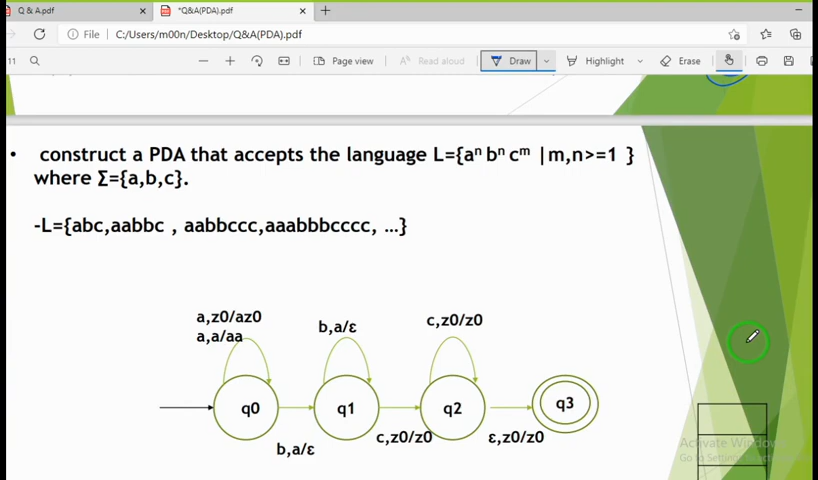 Q & A.pdf
*Q&A(PDA).pdf
File C:/Users/m00n/Desktop/Q&A(PDA).pdf
11 Page view Read aloud Draw Highlight Erase
• construct a PDA that accepts the language L={aⁿ bⁿ cᵐ |m,n>=1 }
where Σ={a,b,c}.
-L={abc,aabbc , aabbccc,aaabbbcccc, ...}
a,z0/az0
a,a/aa
b,a/ε
c,z0/z0
q0
q1
q2
q3
b,a/ε
c,z0/z0
ε,z0/z0
Activate Windows